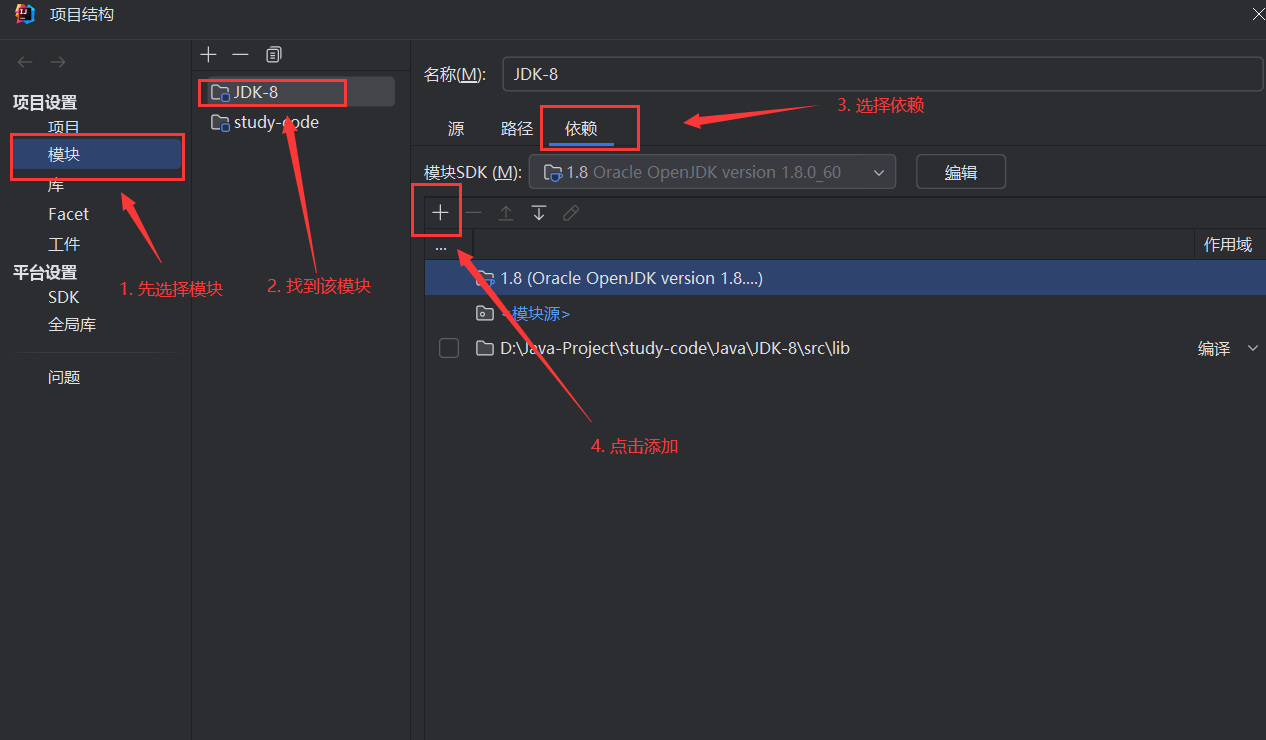 项目结构
项目设置
项目
模块
库
Facet
工件
平台设置
SDK
全局库
问题
1. 先选择模块
JDK-8
study-code
2. 找到该模块
名称(M):
JDK-8
源
路径
依赖
3. 选择依赖
模块SDK (M):
1.8 Oracle OpenJDK version 1.8.0_60
编辑
...
作用域
1.8 (Oracle OpenJDK version 1.8....)
<模块源>
D:\Java-Project\study-code\Java\JDK-8\src\lib
编译
4. 点击添加